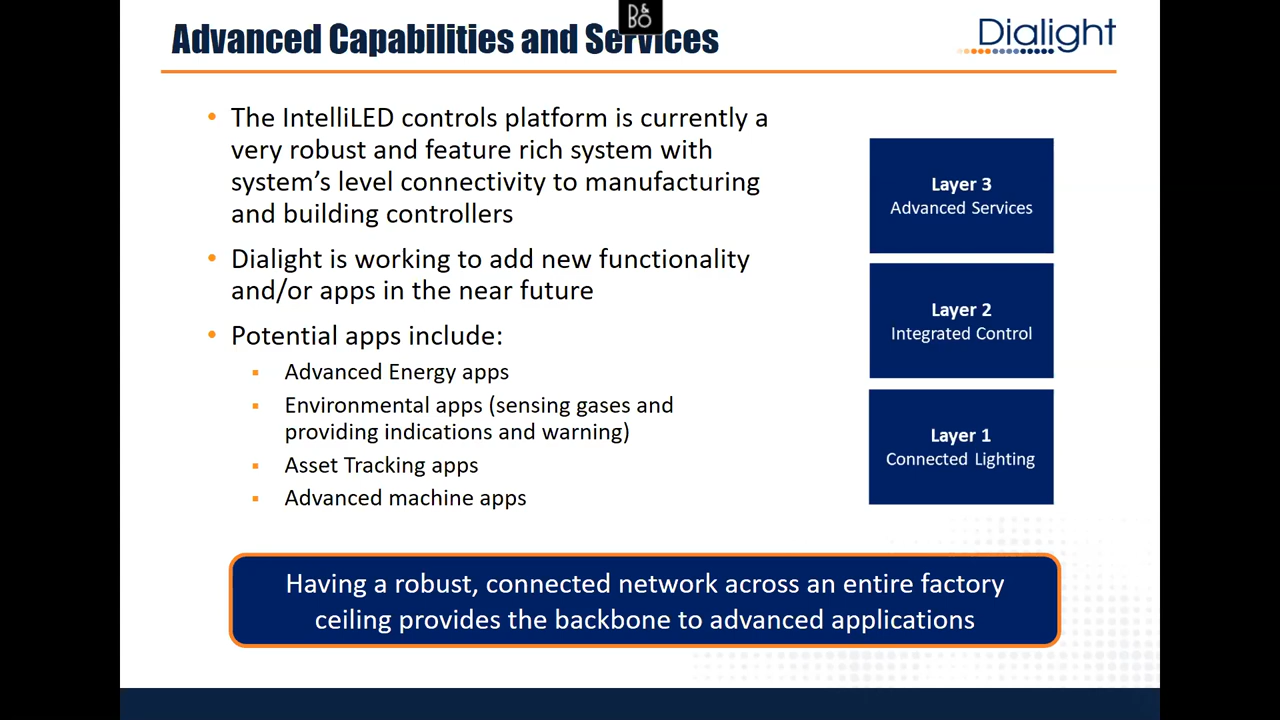 B&O
Advanced Capabilities and Services
Dialight
• The IntelliLED controls platform is currently a
very robust and feature rich system with
system's level connectivity to manufacturing
and building controllers
• Dialight is working to add new functionality
and/or apps in the near future
• Potential apps include:
▪ Advanced Energy apps
▪ Environmental apps (sensing gases and
providing indications and warning)
▪ Asset Tracking apps
▪ Advanced machine apps
Layer 3
Advanced Services
Layer 2
Integrated Control
Layer 1
Connected Lighting
Having a robust, connected network across an entire factory
ceiling provides the backbone to advanced applications